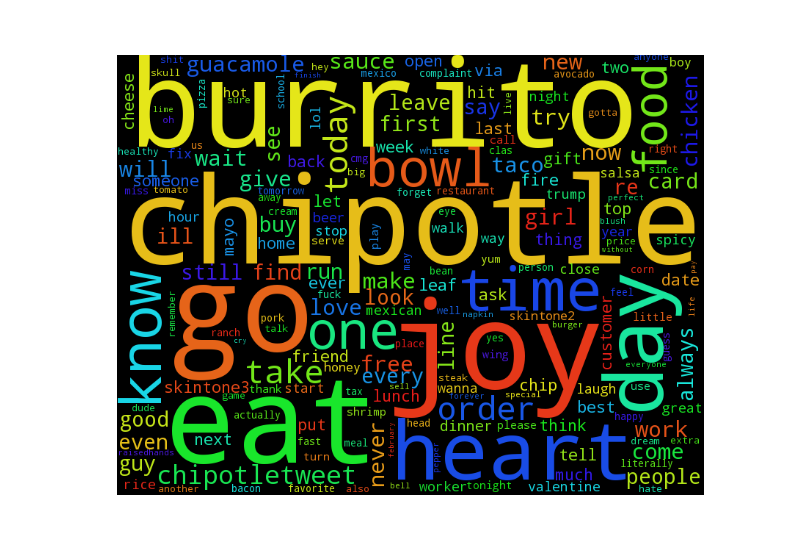 shit
guacamole
sauce
open
via
new
two
boy
anyone
skull
hey
finish
mexico
complaint
avocado
burrito
cheese
pizza
hot
sure
school
lol
today
leave
hit
say
live
night
try
gotta
food
chicken
lime
oh
see
first
last
call
us
white
week
clas
now
right
healthy
fix
wait
back
cmg
big
bowl
taco
gift
salsa
since
will
someone
give
tomorrow
forget
restaurant
fire
trump
re
card
perfect
miss
tomato
away
let
eye
girl
top
blush
chipotle
hour
ill
mayo
buy
cream
beer
stop
play
walk
way
thing
year
price
spicy
home
serve
yum
without
still
find
run
ever
may
bean
person
close
corn
pay
know
go
make
leaf
time
ask
feel
date
life
remember
love
look
mexican
well
napkin
skintone2
little
day
pork
talk
one
joy
burger
ranch
cry
place
line
yes
wing
customer
guess
always
friend
honey
free
everyone
take
every
steak
wanna
chip
laugh
use
skintone3
thank
start
tax
sell
lunch
forever
special
best
happy
great
dude
game
eat
shrimp
order
good
actually
put
head
dinner
please
think
work
extra
even
next
fast
meal
never
february
heart
dream
raisedhands
turn
pepper
tell
literally
come
guy
chipotletweet
bell
much
people
rice
another
bacon
favorite
also
worker
tonight
valentine
hate
fuck